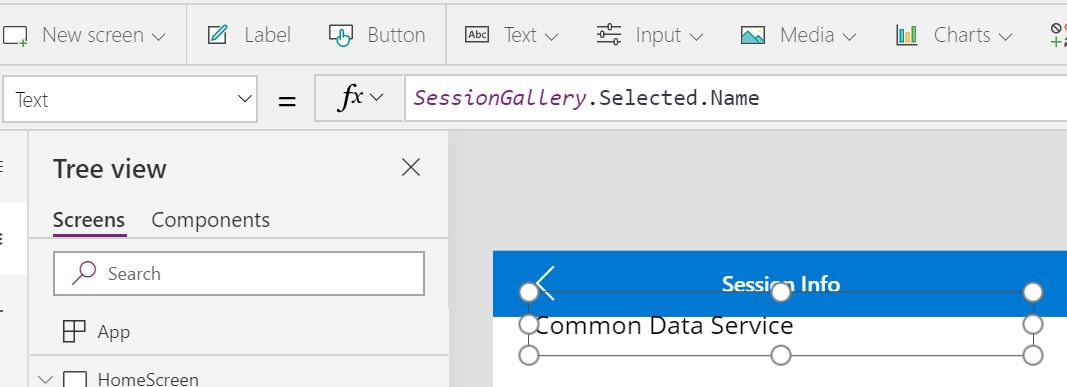 New screen Label Button Abc Text Input Media Charts
Text = fx SessionGallery.Selected.Name
Tree view
Screens Components
Search
App
HomeScreen
Session Info
Common Data Service